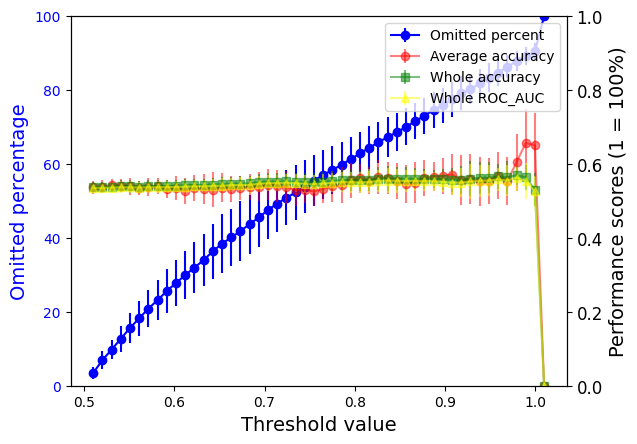 100
80
60
40
20
0
Omitted percentage
0.5
0.6
0.7
0.8
0.9
1.0
Threshold value
1.0
0.8
0.6
0.4
0.2
0.0
Performance scores (1 = 100%)
Omitted percent
Average accuracy
Whole accuracy
Whole ROC_AUC